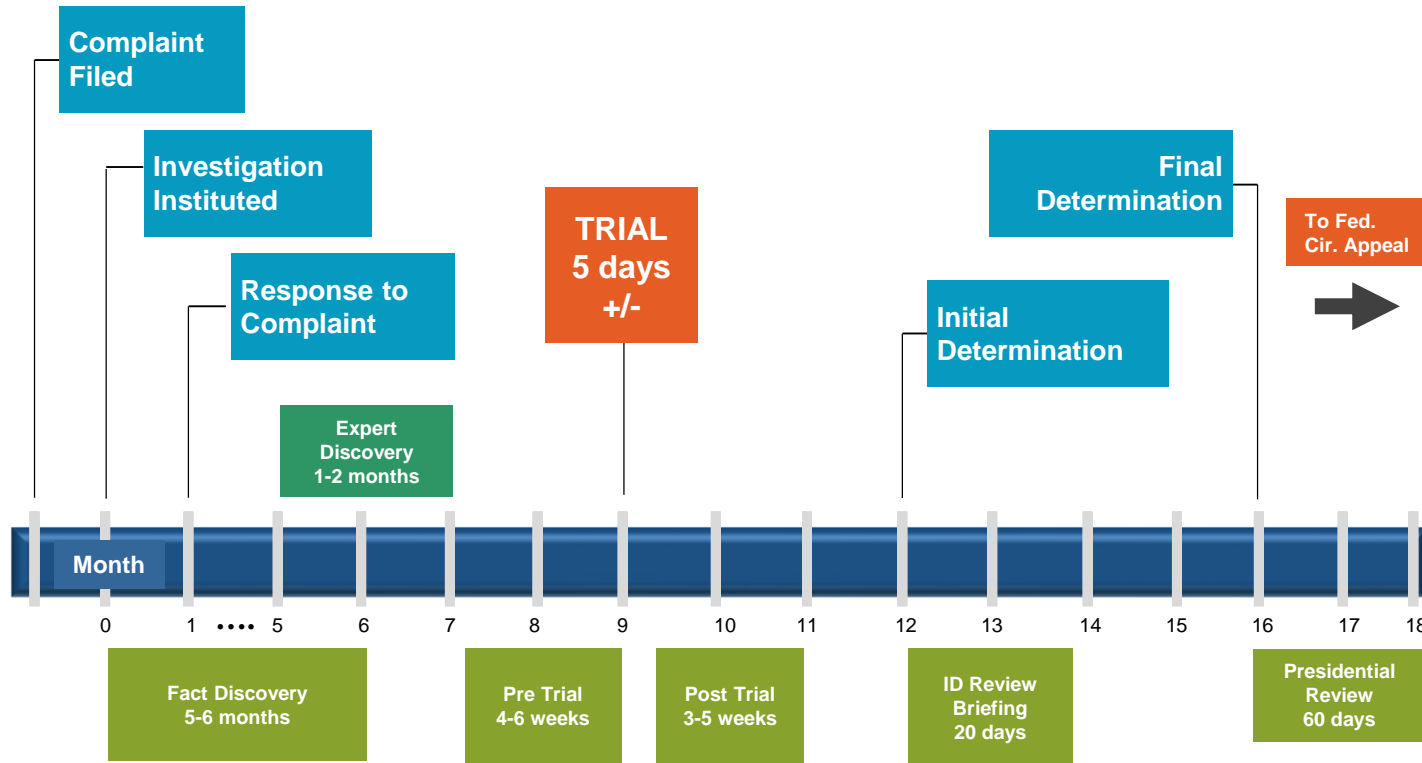 Complaint
Filed
Investigation
Instituted
Response to
Complaint
TRIAL
5 days
+/-
Final
Determination
To Fed.
Cir. Appeal
Initial
Determination
Expert
Discovery
1-2 months
Month
0 1 •••• 5 6 7 8 9 10 11 12 13 14 15 16 17 18
Fact Discovery
5-6 months
Pre Trial
4-6 weeks
Post Trial
3-5 weeks
ID Review
Briefing
20 days
Presidential
Review
60 days